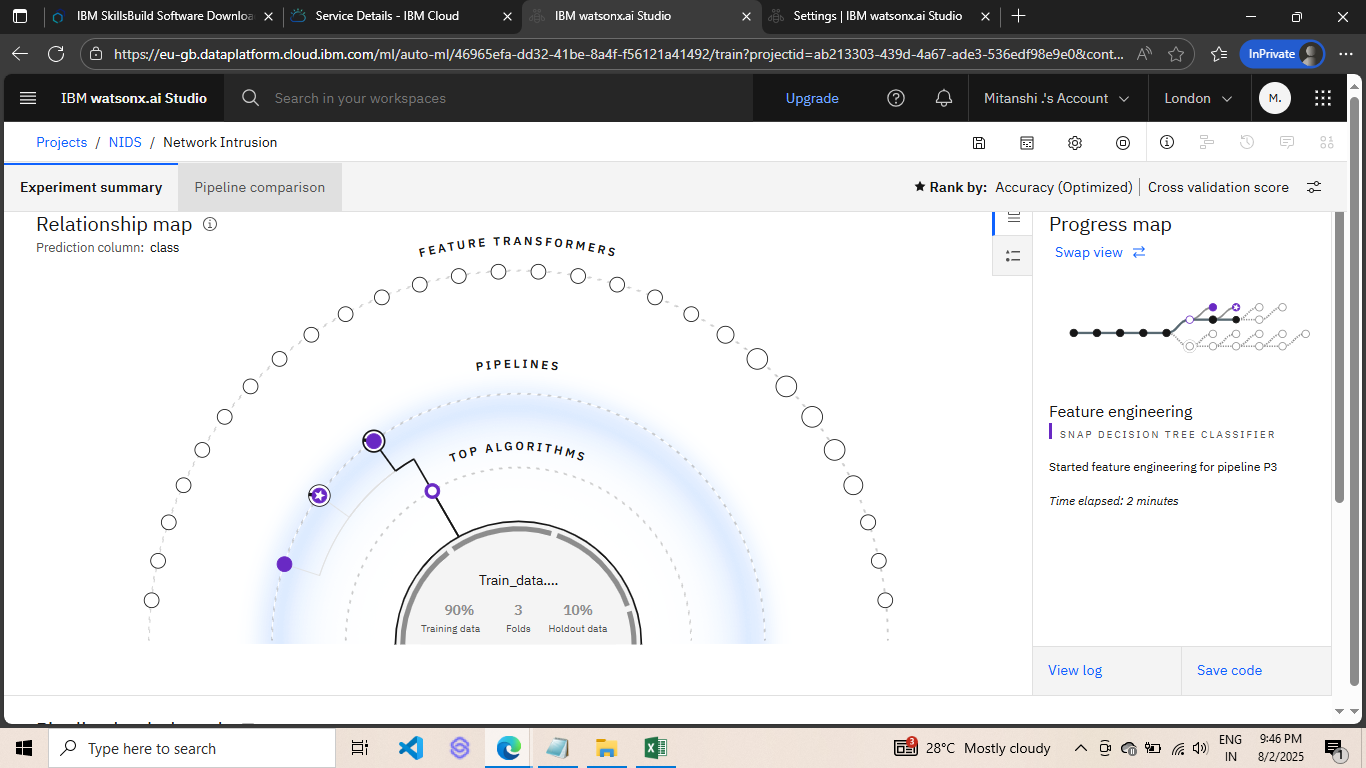 IBM SkillsBuild Software Downloa
Service Details - IBM Cloud
IBM watsonx.ai Studio
Settings | IBM watsonx.ai Studio
https://eu-gb.dataplatform.cloud.ibm.com/ml/auto-ml/46965efa-dd32-41be-8a4f-f56121a41492/train?projectid=ab213303-439d-4a67-ade3-536edf98e9e0&cont...
InPrivate
IBM watsonx.ai Studio
Search in your workspaces
Upgrade
Mitanshi .'s Account
London
M.
Projects / NIDS / Network Intrusion
Experiment summary
Pipeline comparison
Rank by: Accuracy (Optimized) | Cross validation score
Relationship map
Prediction column: class
FEATURE TRANSFORMERS
PIPELINES
TOP ALGORITHMS
Train_data....
90% 3 10%
Training data Folds Holdout data
Progress map
Swap view
Feature engineering
SNAP DECISION TREE CLASSIFIER
Started feature engineering for pipeline P3
Time elapsed: 2 minutes
View log
Save code
Type here to search
3
28°C Mostly cloudy
ENG
IN
9:46 PM
8/2/2025
1